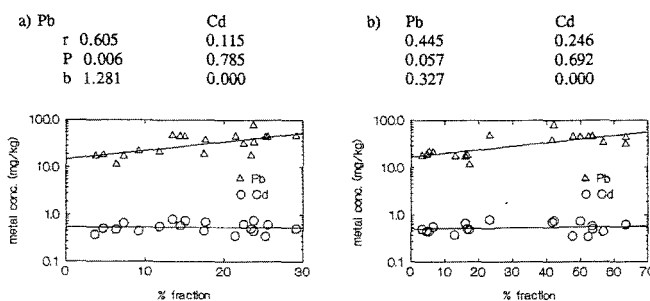 a) Pb Cd
r 0.605 0.115
P 0.006 0.785
b 1.281 0.000
b) Pb Cd
0.445 0.246
0.057 0.692
0.327 0.000
metal conc. (mg/kg)
100.0
10.0
1.0
0.1
Pb
Cd
0 10 20 30
% fraction
metal conc. (mg/kg)
100.0
10.0
1.0
0.1
Pb
Cd
0 10 20 30 40 50 60 70
% fraction